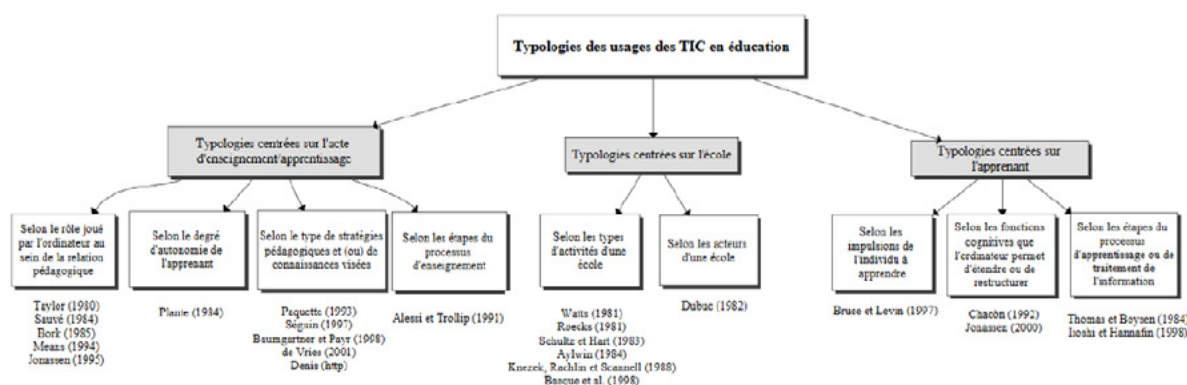 Typologies des usages des TIC en éducation
Typologies centrées sur l'acte
d'enseignement/apprentissage
Typologies centrées sur l'école
Typologies centrées sur
l'apprenant
Selon le rôle joué
par l'ordinateur au
sein de la relation
pédagogique
Selon le degré
d'autonomie de
l'apprenant
Selon le type de stratégies
pédagogiques et (ou) de
connaissances visées
Selon les étapes du
processus
d'enseignement
Selon les types
d'activités d'une
école
Selon les acteurs
d'une école
Selon les
impulsions de
l'individu à
apprendre
Selon les fonctions
cognitives que
l'ordinateur permet
d'étendre ou de
restructurer
Selon les étapes du
processus
d'apprentissage ou de
traitement de
l'information
Taylor (1980)
Sauvé (1984)
Bork (1985)
Means (1994)
Jonassen (1995)
Plante (1984)
Paquette (1993)
Séguin (1997)
Baumgartner et Payr (1998)
de Vries (2001)
Denis (http)
Alessi et Trollip (1991)
Watts (1981)
Roecks (1981)
Schultz et Hart (1983)
Aylwin (1984)
Knezek, Rachlin et Scannell (1988)
Basque et al. (1998)
Dubuc (1982)
Bruce et Levin (1997)
Chacòn (1992)
Jonassen (2000)
Thomas et Boysen (1984)
et Hannafin (1998)